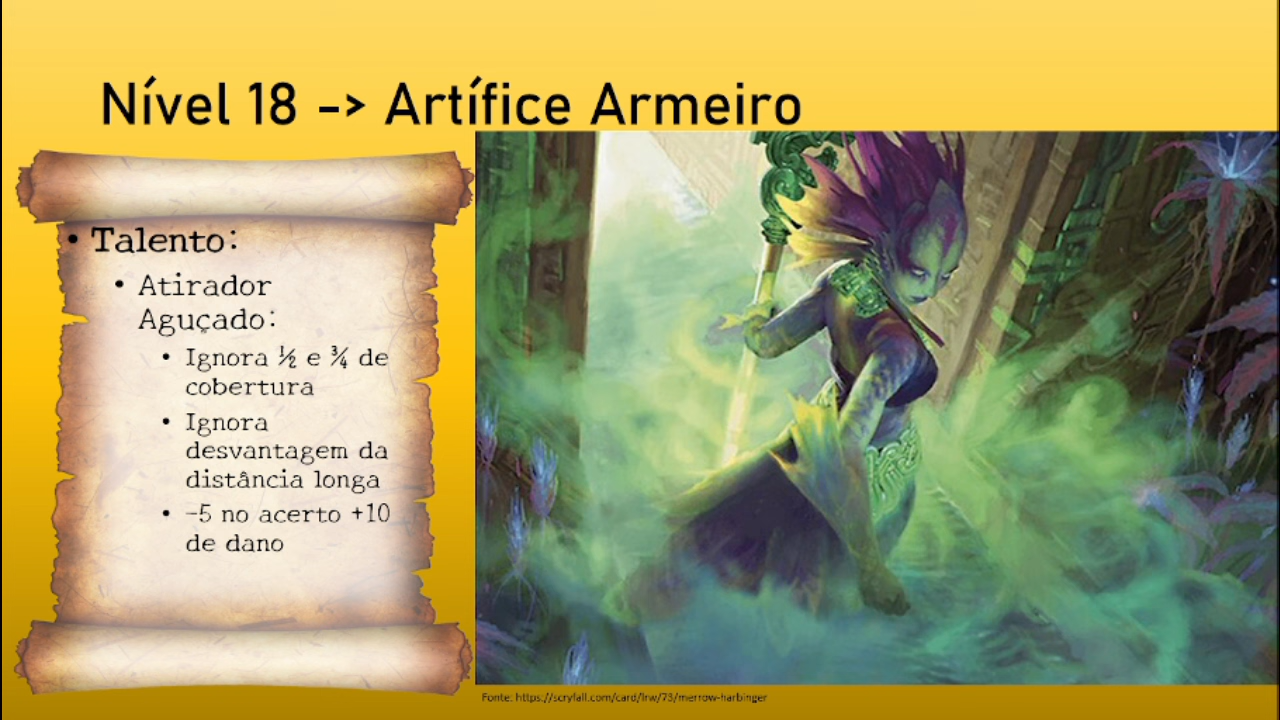 Nível 18 -> Artífice Armeiro
• Talento:
• Atirador
Aguçado:
• Ignora ½ e ¾ de
cobertura
• Ignora
desvantagem da
distância longa
• -5 no acerto +10
de dano
Fonte: https://scryfall.com/card/lrw/73/merrow-harbinger